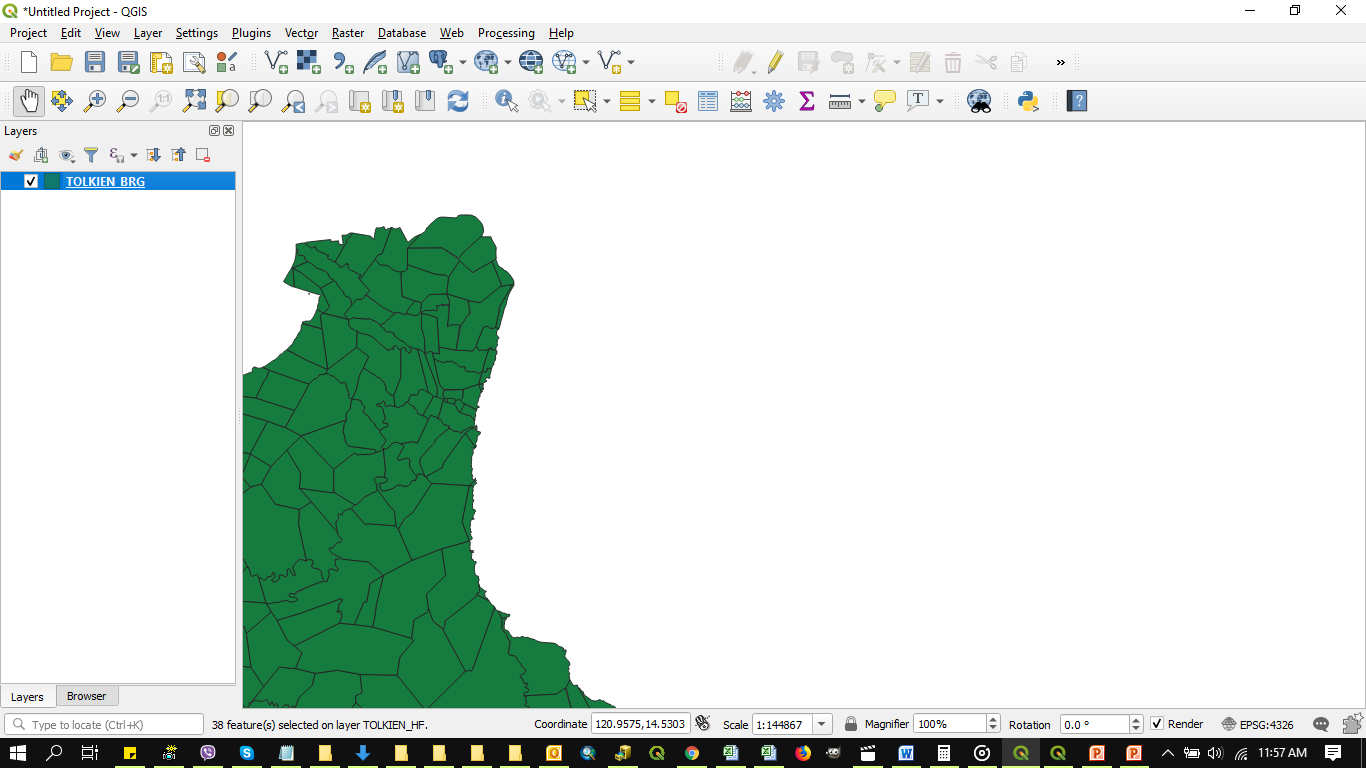 *Untitled Project - QGIS
Project Edit View Layer Settings Plugins Vector Raster Database Web Processing Help
Layers
TOLKIEN_BRG
Layers Browser
Type to locate (Ctrl+K) 38 feature(s) selected on layer TOLKIEN_HF. Coordinate 120.9575,14.5303 Scale 1:144867 Magnifier 100% Rotation 0.0 ° Render EPSG:4326
11:57 AM